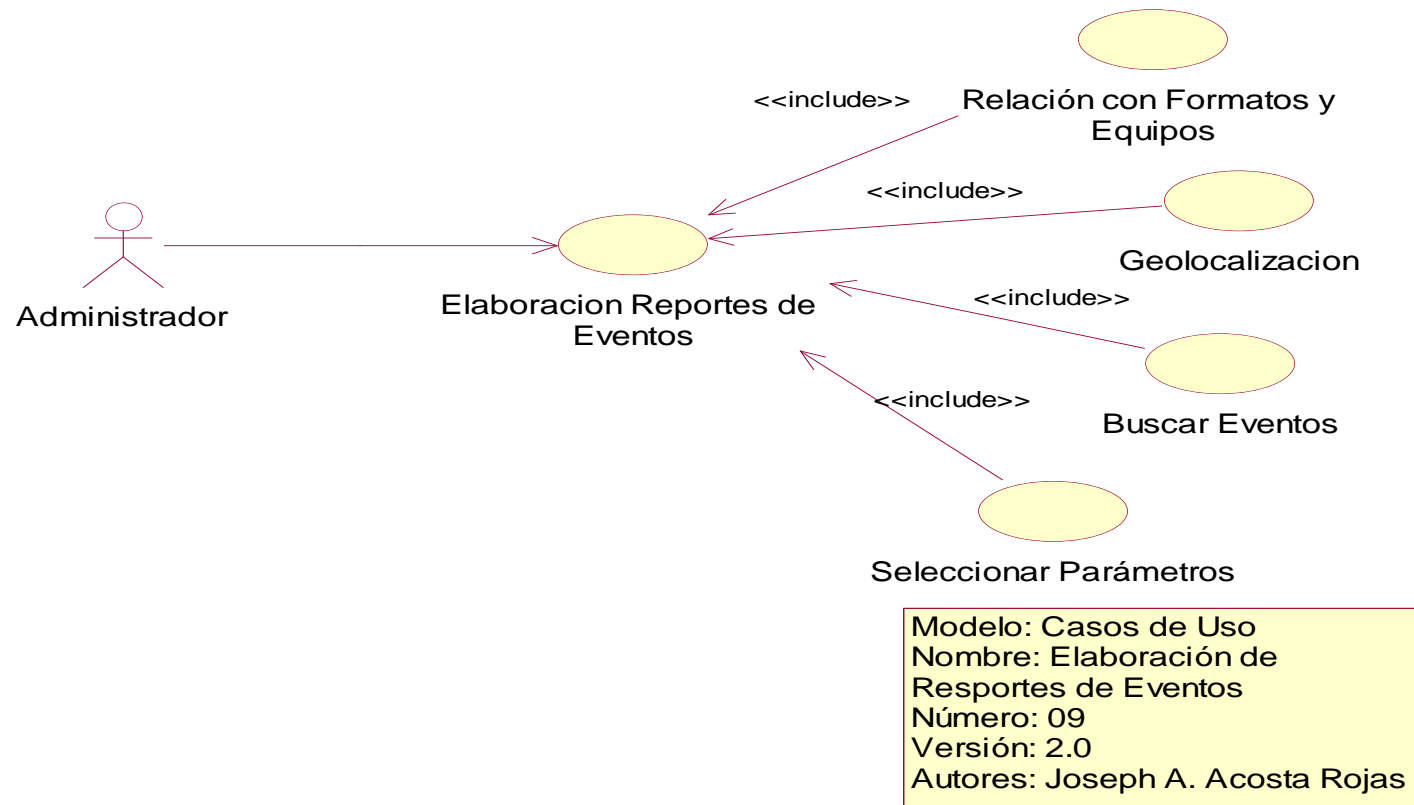 <<include>>
Relación con Formatos y
Equipos
<<include>>
Geolocalizacion
Administrador
Elaboracion Reportes de
Eventos
<<include>>
Buscar Eventos
<<include>>
Seleccionar Parámetros
Modelo: Casos de Uso
Nombre: Elaboración de
Resportes de Eventos
Número: 09
Versión: 2.0
Autores: Joseph A. Acosta Rojas